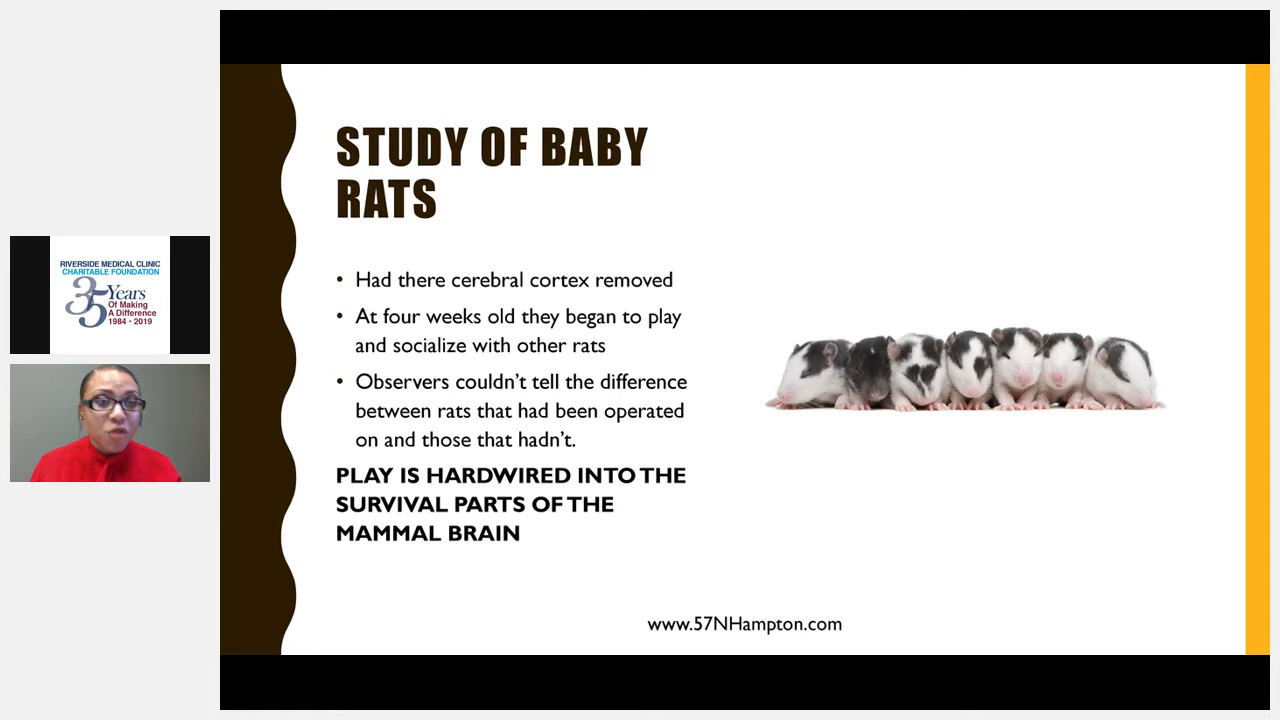 RIVERSIDE MEDICAL CLINIC
CHARITABLE FOUNDATION
35 Years
Of Making
A Difference
1984 • 2019
STUDY OF BABY
RATS
• Had there cerebral cortex removed
• At four weeks old they began to play
and socialize with other rats
• Observers couldn't tell the difference
between rats that had been operated
on and those that hadn't.
PLAY IS HARDWIRED INTO THE
SURVIVAL PARTS OF THE
MAMMAL BRAIN
www.57NHampton.com